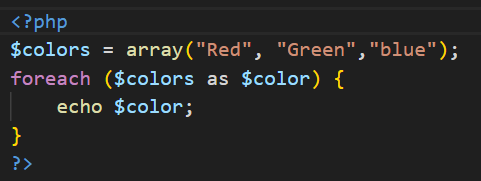 <?php
$colors = array("Red", "Green","blue");
foreach ($colors as $color) {
    echo $color;
}
?>